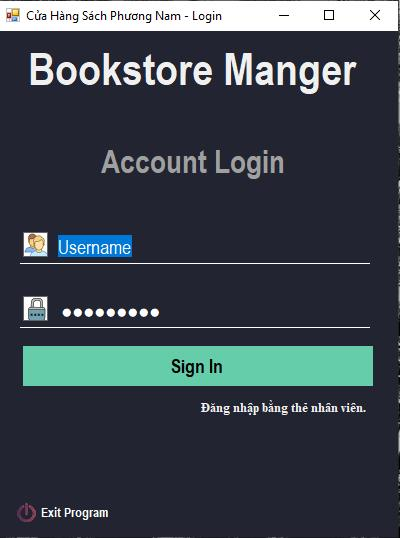 Cửa Hàng Sách Phương Nam - Login
Bookstore Manger
Account Login
Username
●●●●●●●●●
Sign In
Đăng nhập bằng thẻ nhân viên.
Exit Program